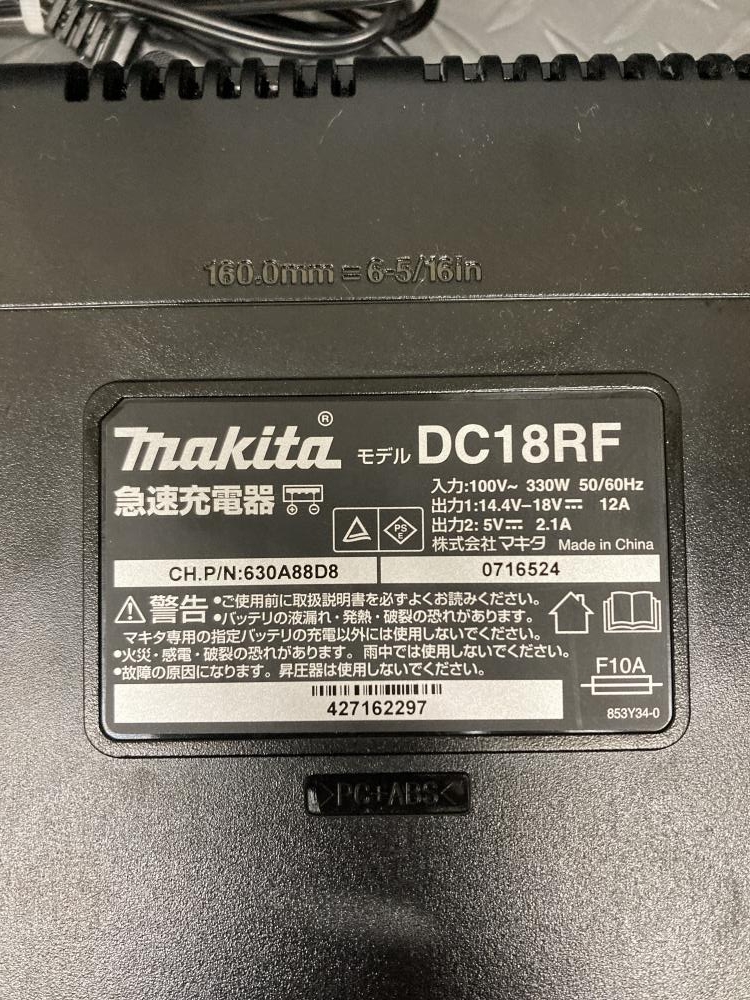 160.0mm = 6-5/16in
makita® モデル DC18RF
急速充電器
入力:100V~ 330W 50/60Hz
出力1:14.4V-18V⎓ 12A
出力2: 5V⎓ 2.1A
株式会社マキタ Made in China
PS
E
CH.P/N:630A88D8
0716524
警告 •ご使用前に取扱説明書を必ずよくお読みください。
•バッテリの液漏れ・発熱・破裂の恐れがあります。
マキタ専用の指定バッテリの充電以外には使用しないでください。
•火災・感電・破裂の恐れがあります。雨中では使用しないでください。
•故障の原因になります。昇圧器は使用しないでください。
F10A
427162297
853Y34-0
>PC+ABS<